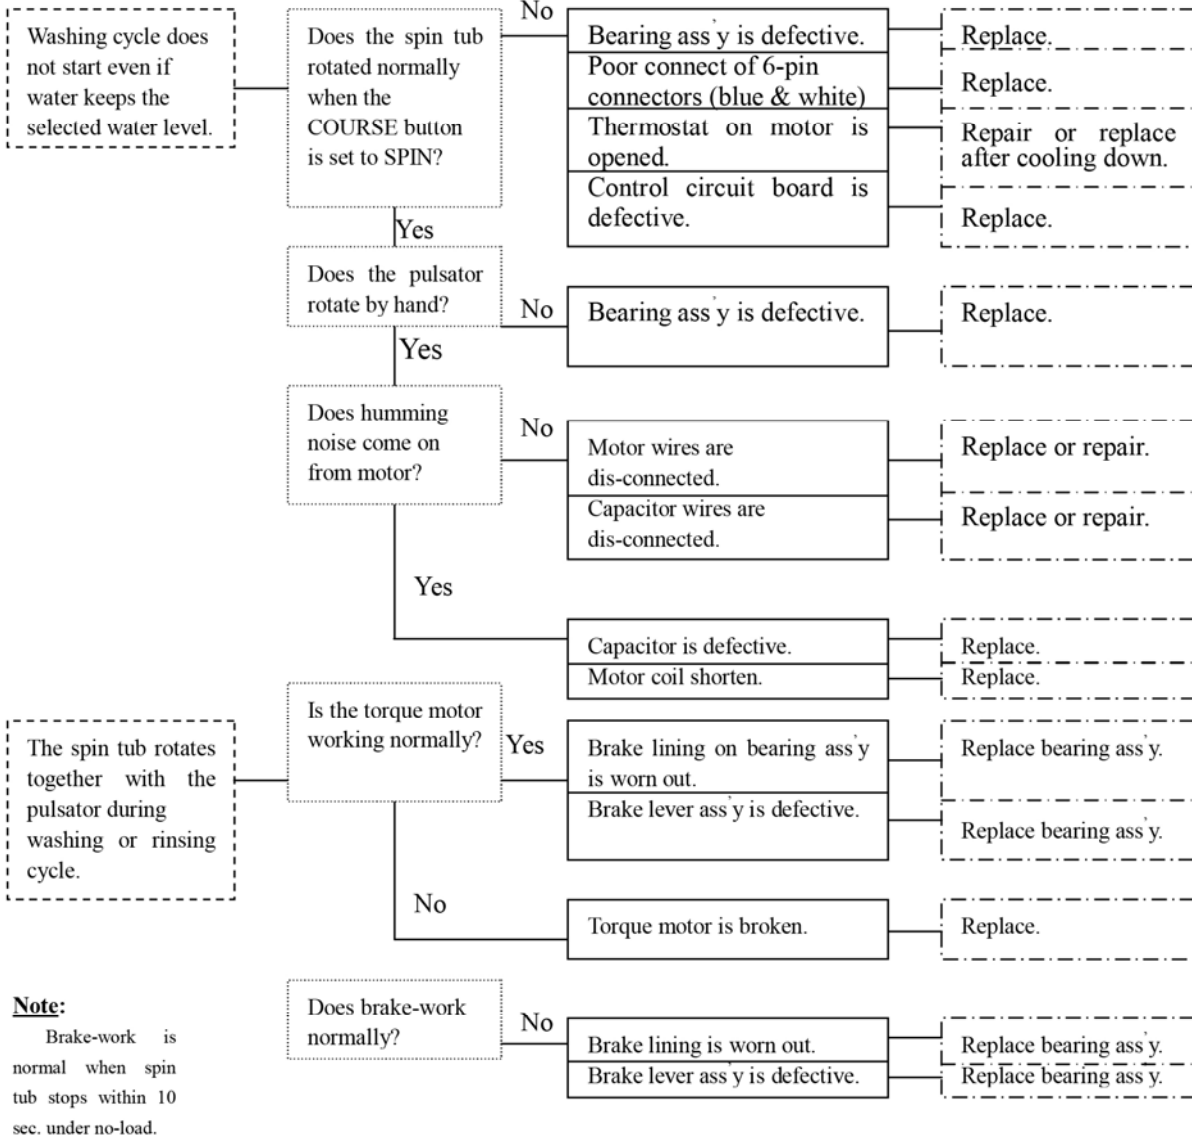 Washing cycle does
not start even if
water keeps the
selected water level.
Does the spin tub
rotated normally
when the
COURSE button
is set to SPIN?
No
Bearing ass'y is defective.
Replace.
Poor connect of 6-pin
connectors (blue & white)
Replace.
Thermostat on motor is
opened.
Repair or replace
after cooling down.
Control circuit board is
defective.
Replace.
Yes
Does the pulsator
rotate by hand?
No
Bearing ass'y is defective.
Replace.
Yes
Does humming
noise come on
from motor?
No
Motor wires are
dis-connected.
Replace or repair.
Capacitor wires are
dis-connected.
Replace or repair.
Yes
Capacitor is defective.
Replace.
Motor coil shorten.
Replace.
The spin tub rotates
together with the
pulsator during
washing or rinsing
cycle.
Is the torque motor
working normally?
Yes
Brake lining on bearing ass'y
is worn out.
Replace bearing ass'y.
Brake lever ass'y is defective.
Replace bearing ass'y.
No
Torque motor is broken.
Replace.
Does brake-work
normally?
No
Brake lining is worn out.
Replace bearing ass'y.
Brake lever ass'y is defective.
Replace bearing ass'y.
Note:
Brake-work is
normal when spin
tub stops within 10
sec. under no-load.